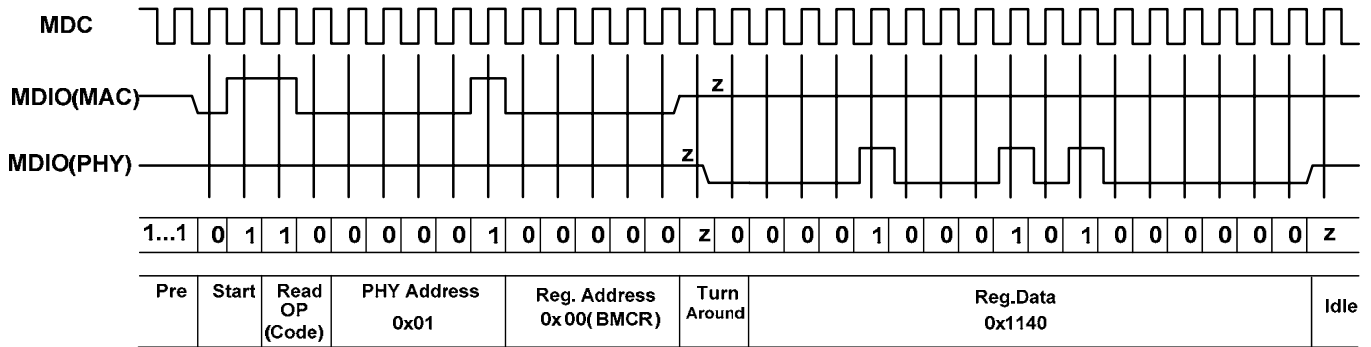 MDC
MDIO(MAC)
z
MDIO(PHY)
z
1...1 0 1 1 0 0 0 0 0 1 0 0 0 0 0 z 0 0 0 0 1 0 0 0 1 0 1 0 0 0 0 0 0 z
Pre
Start
Read
OP
(Code)
PHY Address
0x01
Reg. Address
0x00(BMCR)
Turn
Around
Reg.Data
0x1140
Idle